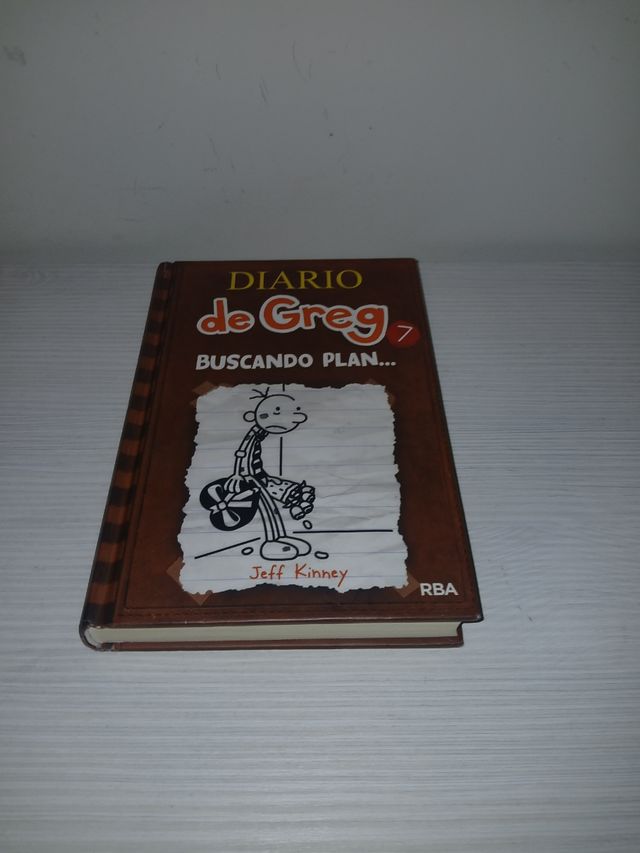 DIARIO
de Greg 7
BUSCANDO PLAN...
Jeff Kinney
RBA